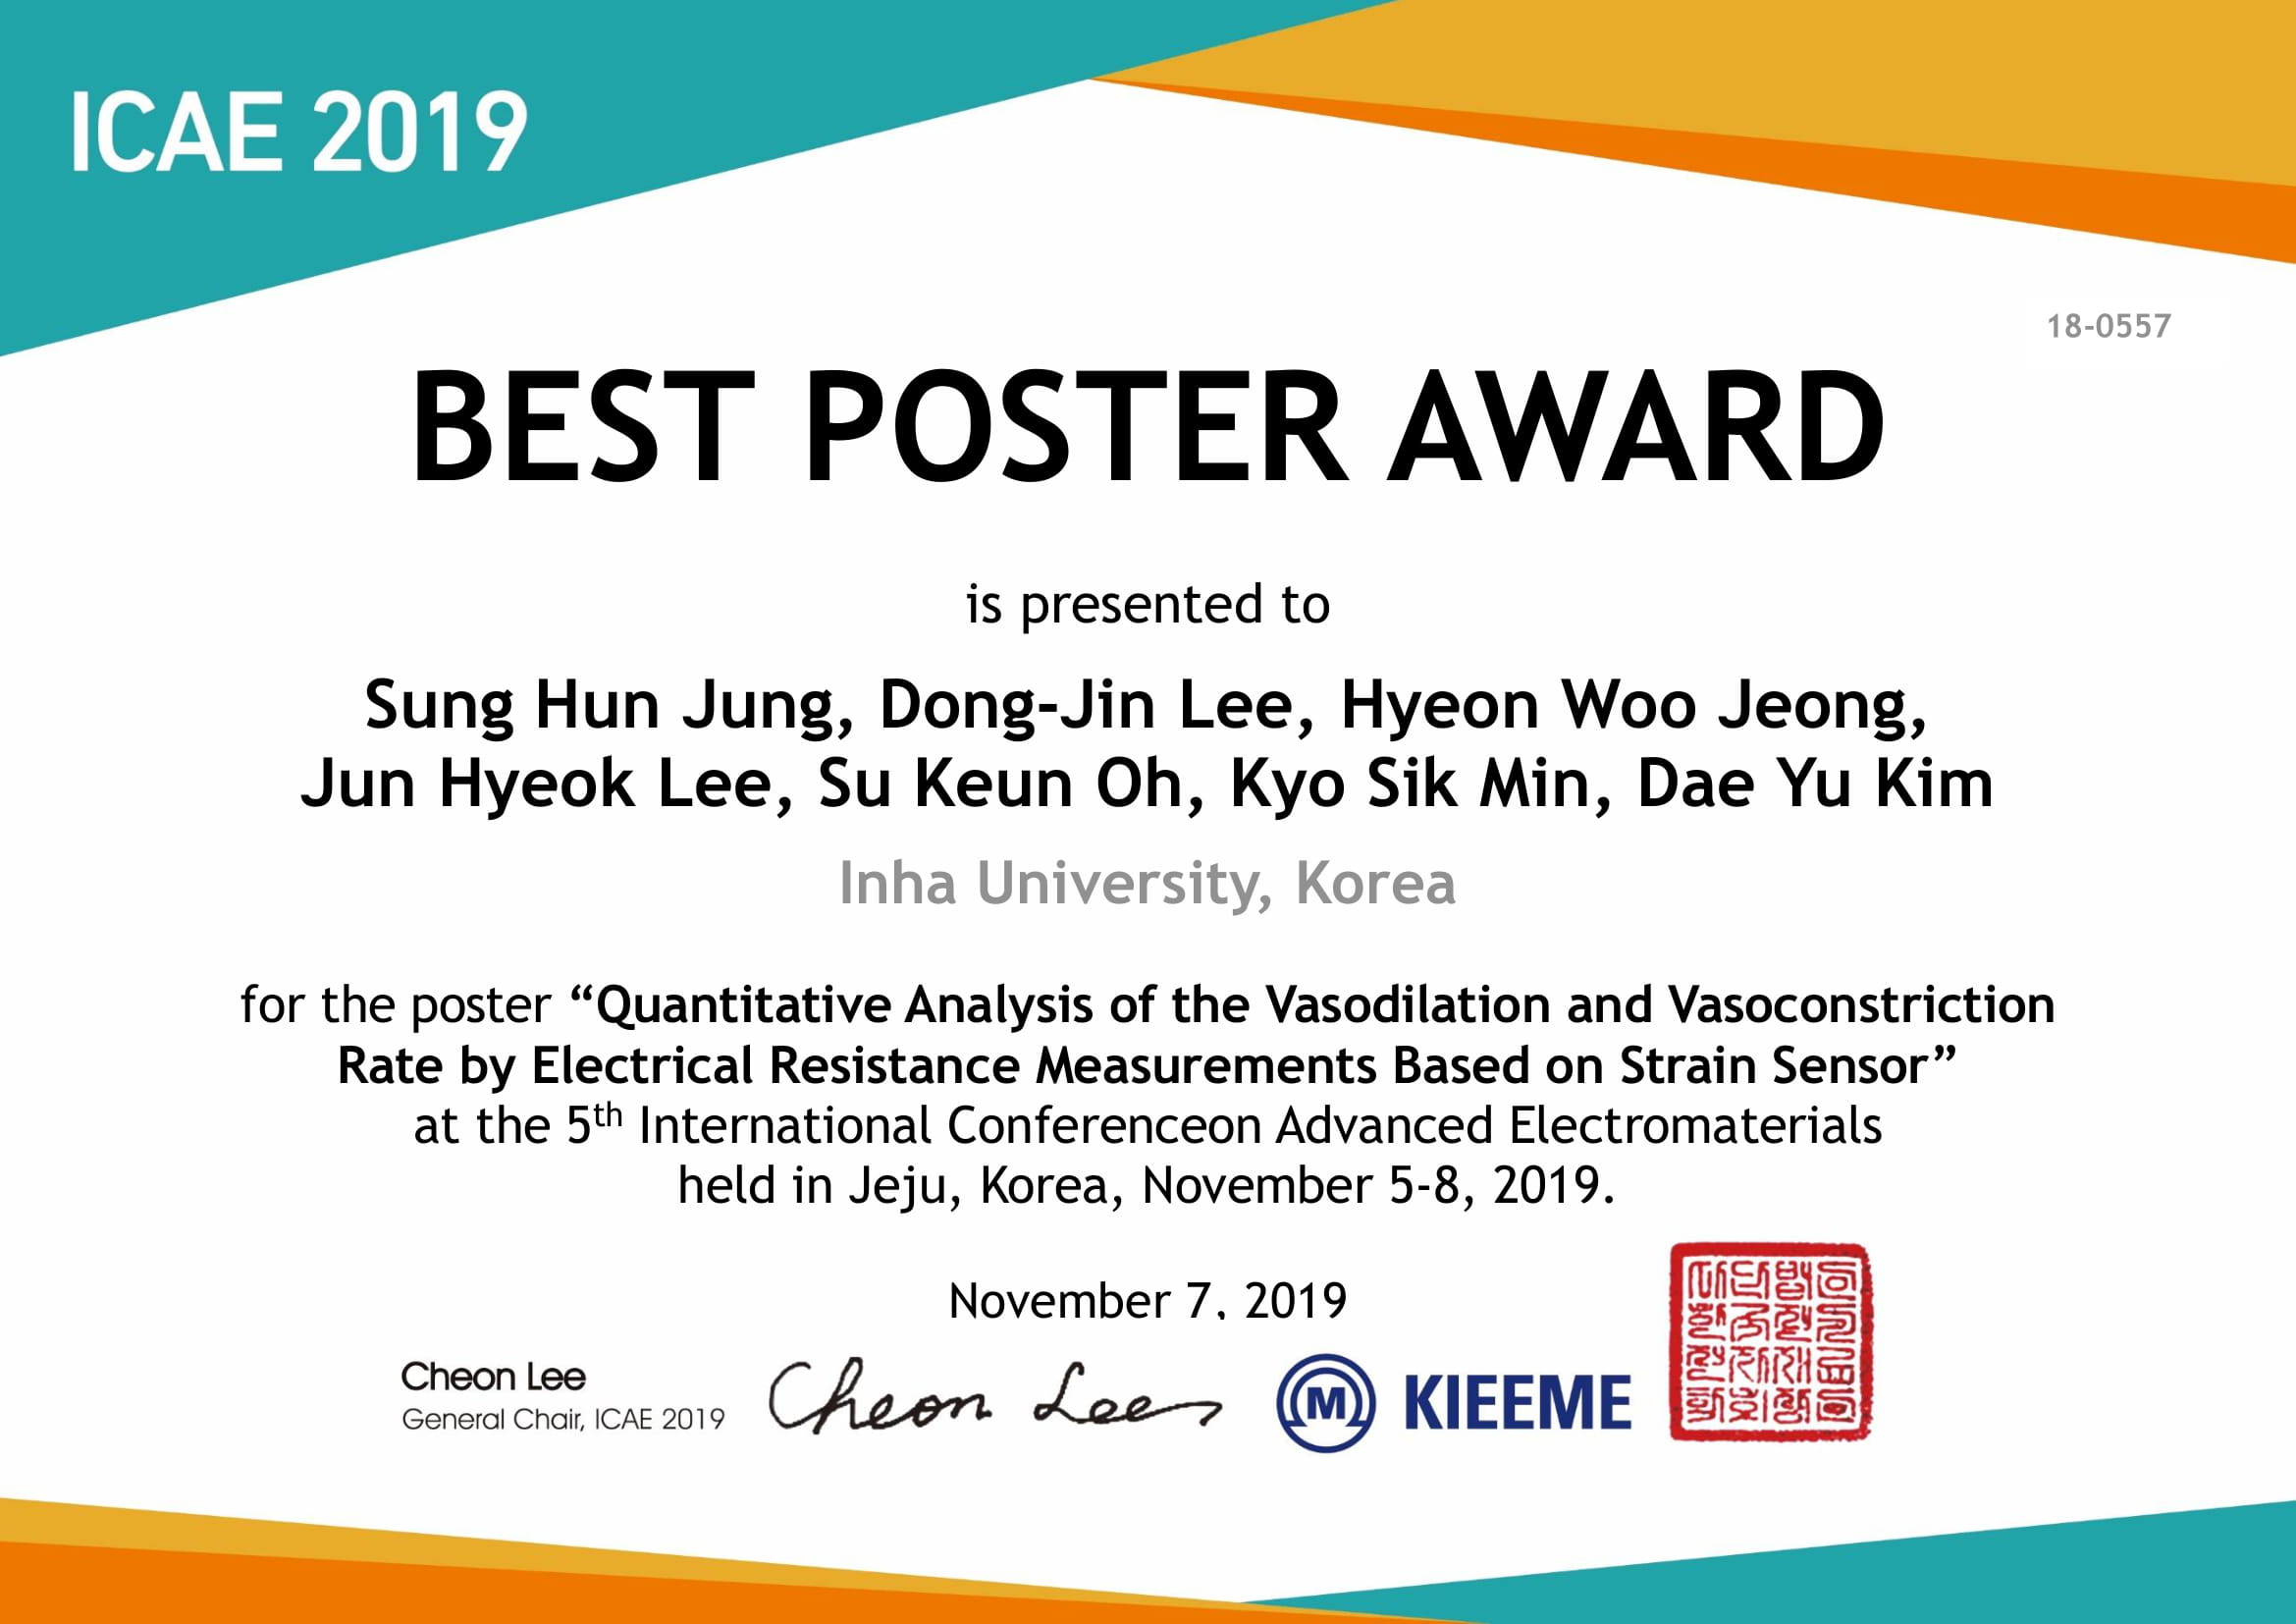 ICAE 2019
18-0557
BEST POSTER AWARD
is presented to
Sung Hun Jung, Dong-Jin Lee, Hyeon Woo Jeong,
Jun Hyeok Lee, Su Keun Oh, Kyo Sik Min, Dae Yu Kim
Inha University, Korea
for the poster “Quantitative Analysis of the Vasodilation and Vasoconstriction
Rate by Electrical Resistance Measurements Based on Strain Sensor”
at the 5th International Conferenceon Advanced Electromaterials
held in Jeju, Korea, November 5-8, 2019.
November 7, 2019
Cheon Lee
General Chair, ICAE 2019
Cheon Lee
M KIEEME